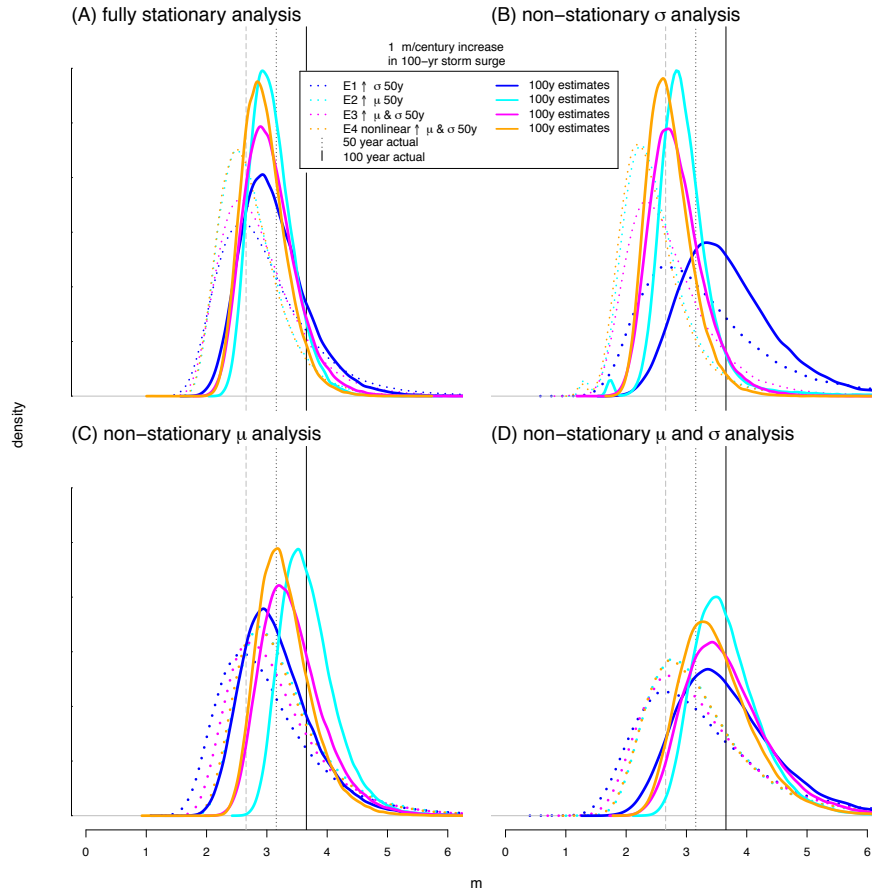 (A) fully stationary analysis
(B) non−stationary σ analysis
1 m/century increase
in 100−yr storm surge
E1 ↑ σ 50y
100y estimates
E2 ↑ μ 50y
100y estimates
E3 ↑ μ & σ 50y
100y estimates
E4 nonlinear ↑ μ & σ 50y
100y estimates
50 year actual
100 year actual
density
(C) non−stationary μ analysis
(D) non−stationary μ and σ analysis
0 1 2 3 4 5 6
0 1 2 3 4 5 6
m